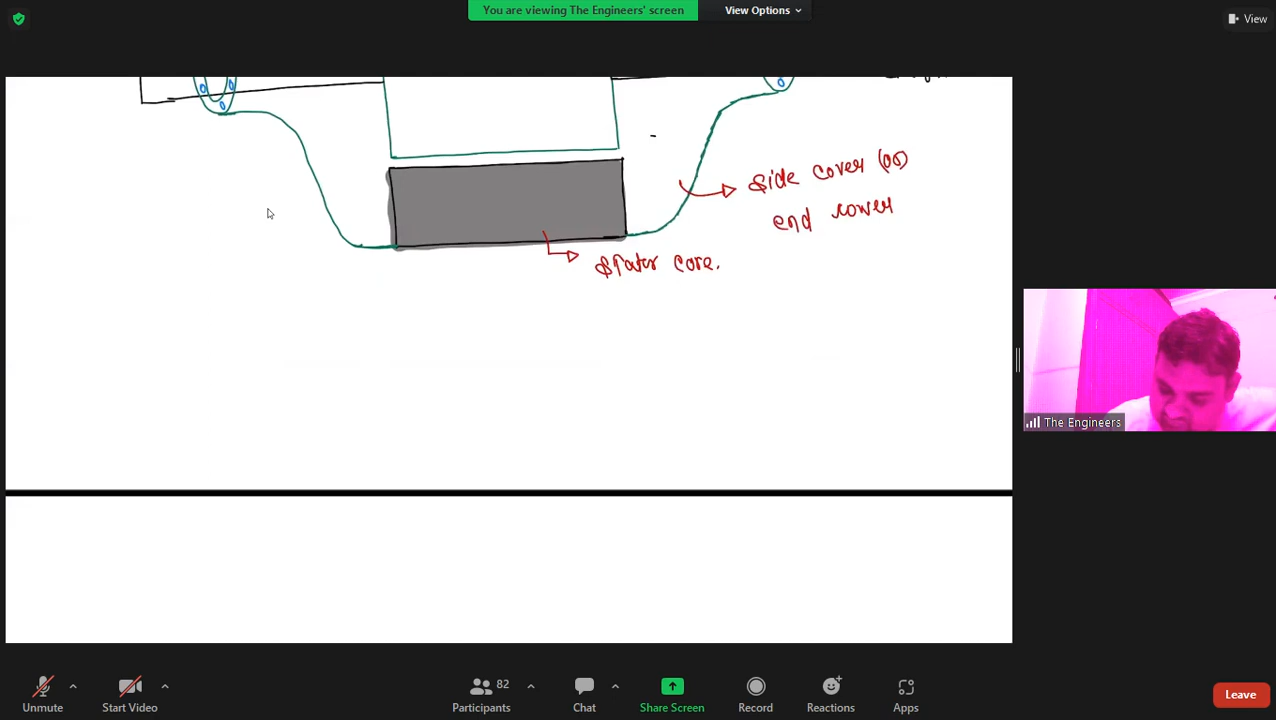 You are viewing The Engineers' screen
View Options
View
Side cover (or)
end cover
Stator core.
The Engineers
Unmute
Start Video
82
Participants
Chat
Share Screen
Record
Reactions
Apps
Leave